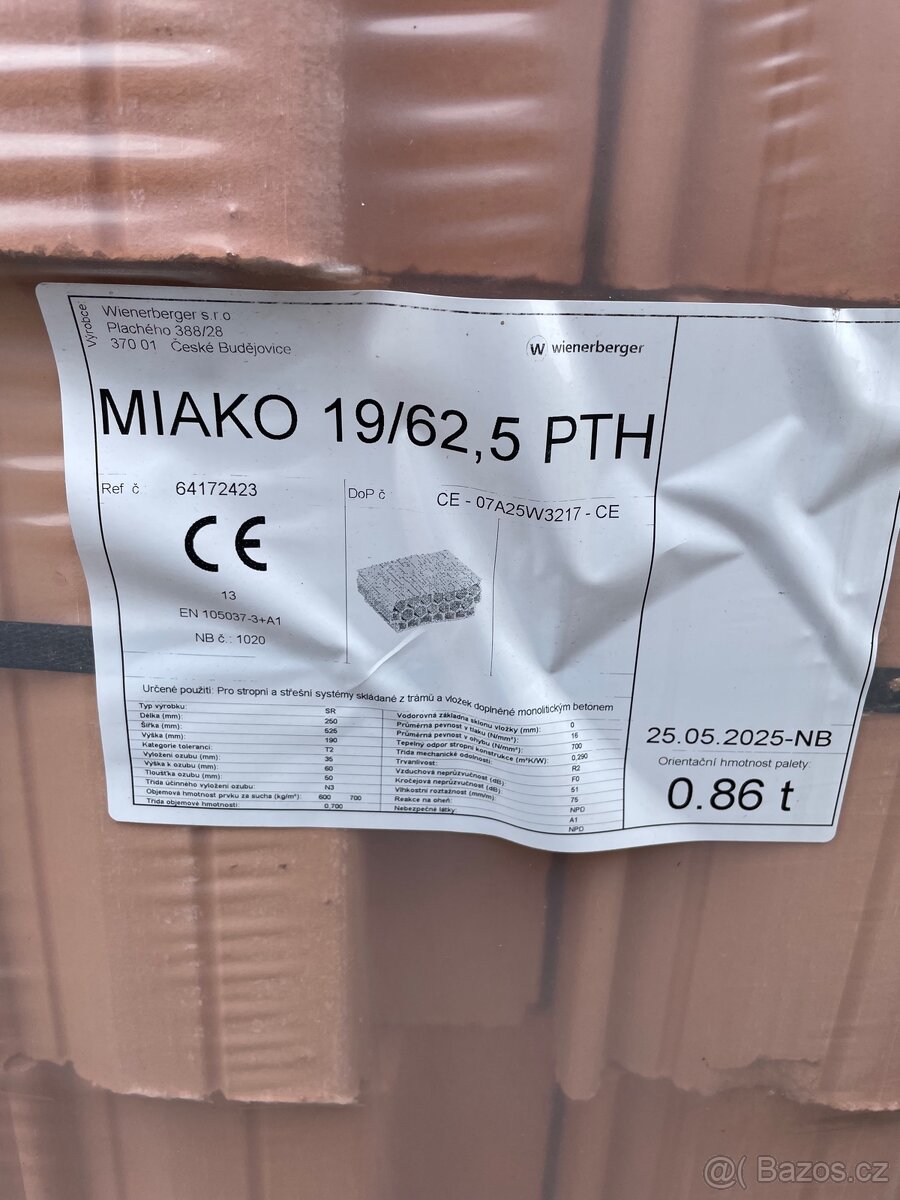 Výrobce:
Wienerberger s.r.o
Plachého 388/28
370 01 České Budějovice
wienerberger
MIAKO 19/62,5 PTH
Ref č 64172423
DoP č CE - 07A25W3217 - CE
CE
13
EN 105037-3+A1
NB č.: 1020
Určené použití: Pro stropní a střešní systémy skládané z trámů a vložek doplněné monolitickým betonem
Typ výrobku: SR
Délka (mm): 250
Šířka (mm): 525
Výška (mm): 190
Kategorie tolerancí: T2
Vyložení ozubu (mm): 35
Výška k ozubu (mm): 60
Tloušťka ozubu (mm): 50
Třída účinného vyložení ozubu: N3
Objemová hmotnost prvku za sucha (kg/m³): 600 700
Třída objemové hmotnosti: 0,700
Vodorovná základna sklonu vložky (mm): 0
Průměrná pevnost v tlaku (N/mm²): 16
Průměrná pevnost v ohybu (N/mm²): 700
Tepelný odpor stropní konstrukce (m²K/W): 0,290
Třída mechanické odolnosti: R2
Trvanlivost: F0
Vzduchová neprůzvučnost (dB): 51
Kročejová neprůzvučnost (dB): 75
Vlhkostní roztažnost (mm/m): NPD
Reakce na oheň: A1
Nebezpečné látky: NPD
25.05.2025-NB
Orientační hmotnost palety:
0.86 t
@( Bazos.cz